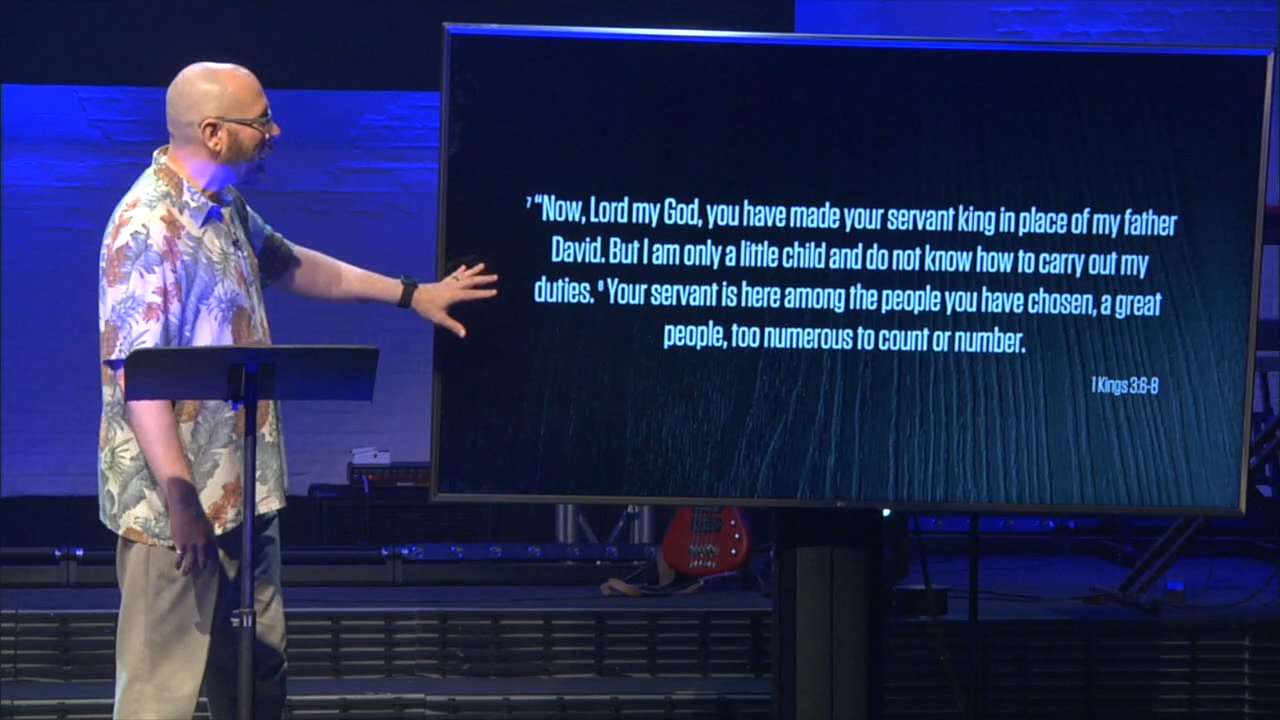 ⁷ “Now, Lord my God, you have made your servant king in place of my father
David. But I am only a little child and do not know how to carry out my
duties. ⁸ Your servant is here among the people you have chosen, a great
people, too numerous to count or number.
1 Kings 3:6-8